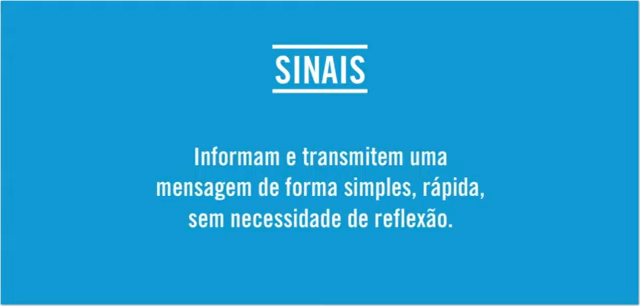 SINAIS
Informam e transmitem uma
mensagem de forma simples, rápida,
sem necessidade de reflexão.